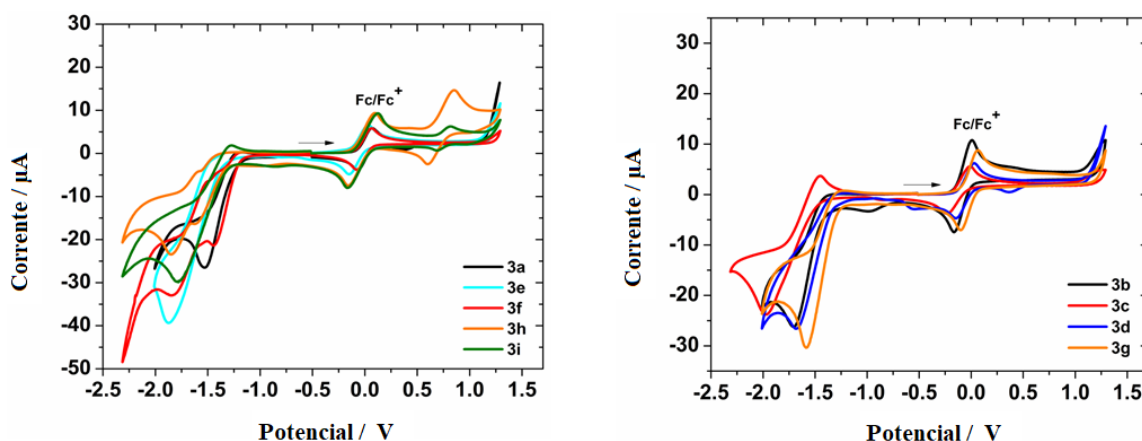 30
20
10
0
-10
-20
-30
-40
-50
Corrente / µA
Fc/Fc+
3a
3e
3f
3h
3i
-2.5 -2.0 -1.5 -1.0 -0.5 0.0 0.5 1.0 1.5
Potencial / V
30
20
10
0
-10
-20
-30
Corrente / µA
Fc/Fc+
3b
3c
3d
3g
-2.5 -2.0 -1.5 -1.0 -0.5 0.0 0.5 1.0 1.5
Potencial / V